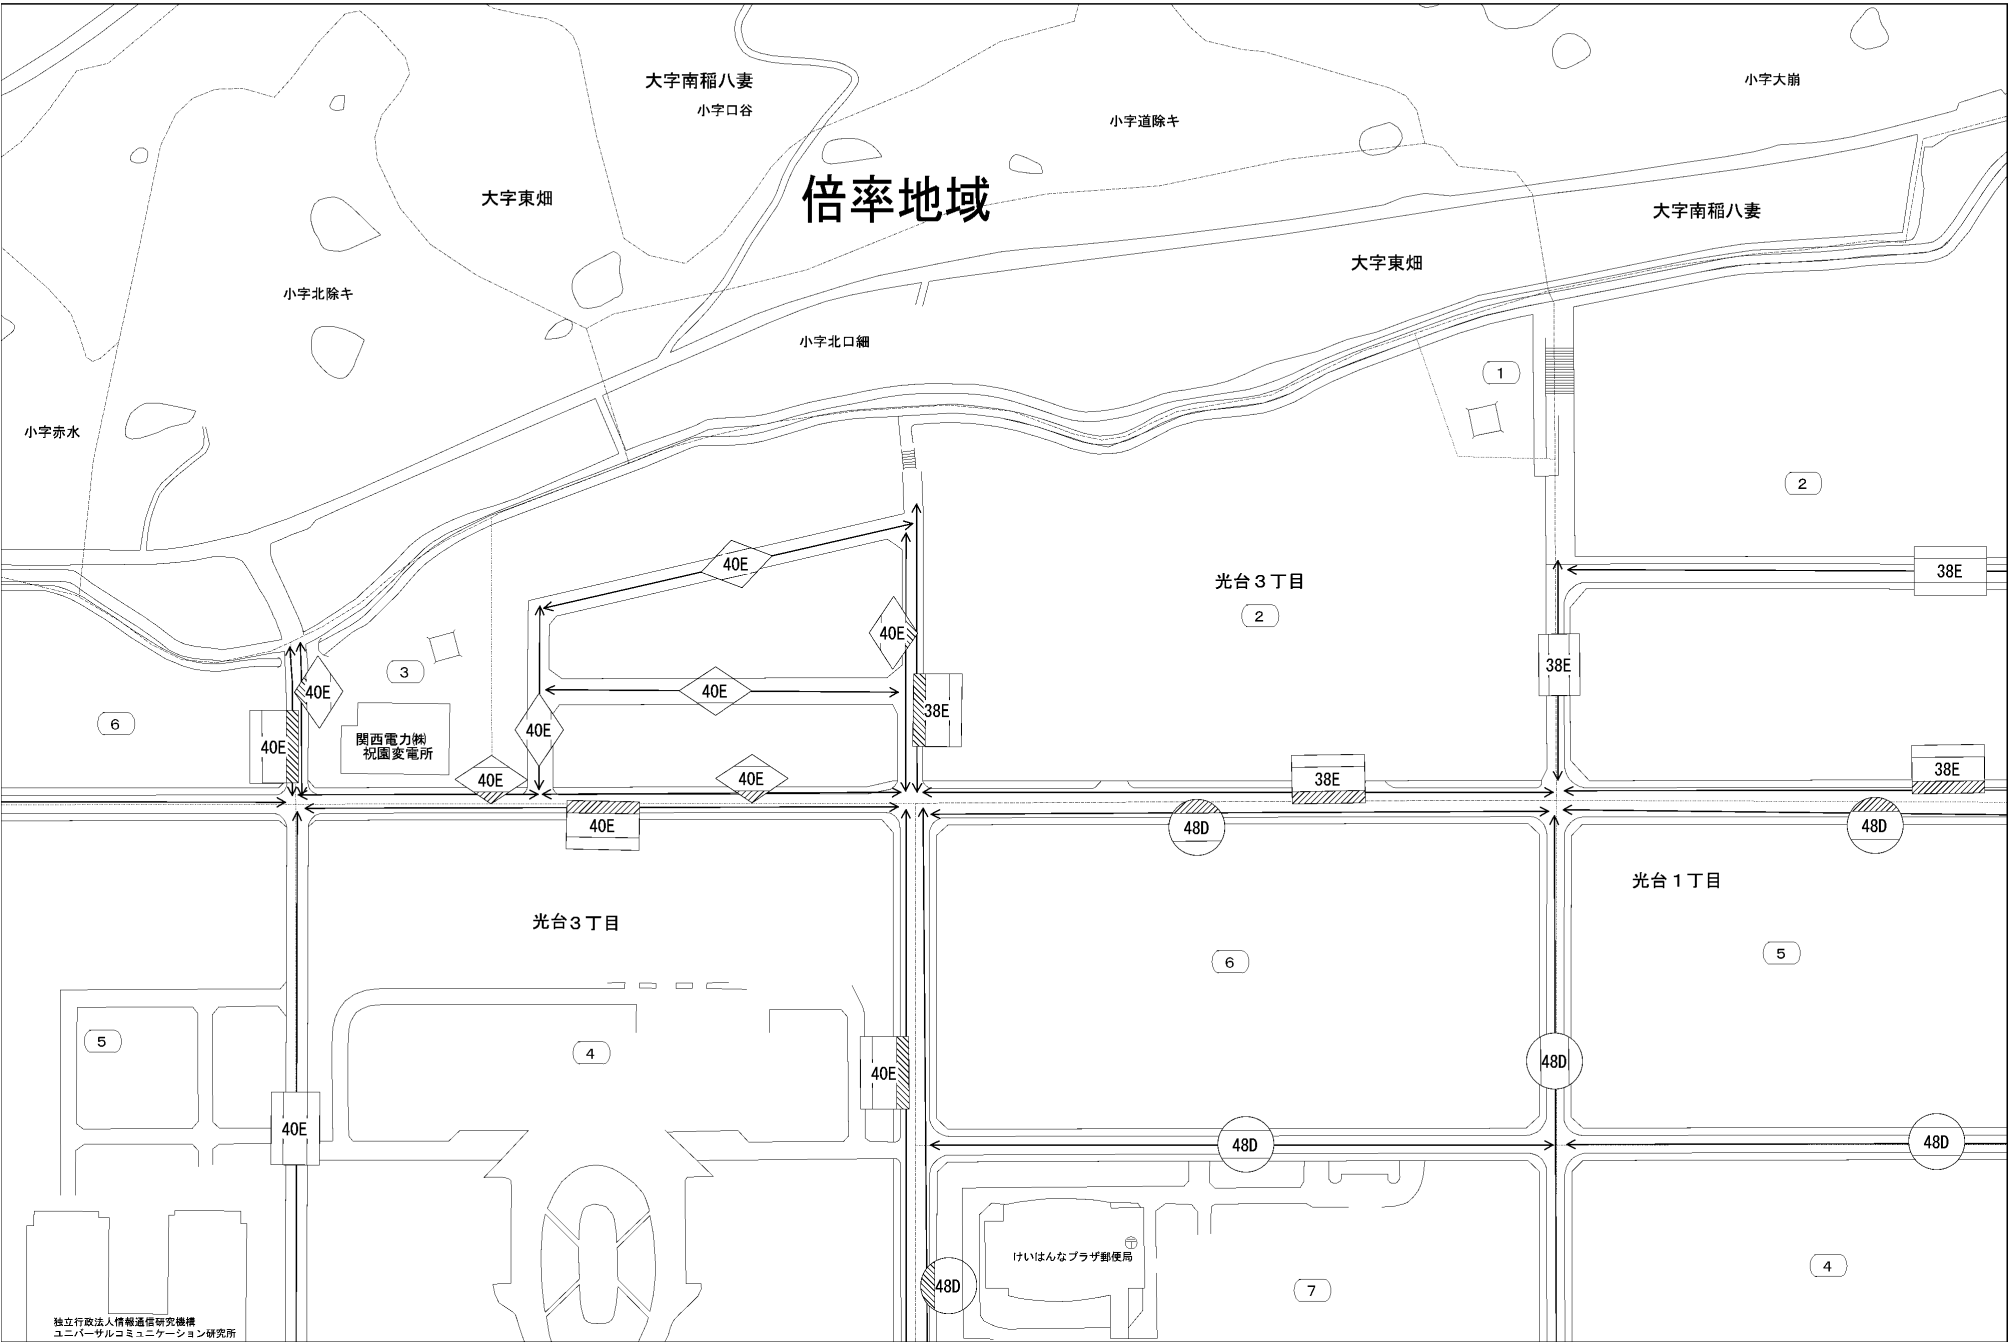 大字南稲八妻
小字口谷
小字大崩
小字道除キ
大字東畑
倍率地域
大字南稲八妻
大字東畑
小字北除キ
小字北口細
小字赤水
1
2
40E
光台3丁目
2
38E
40E
38E
3
40E
40E
38E
6
40E
関西電力㈱
祝園変電所
40E
40E
40E
38E
38E
40E
48D
48D
光台1丁目
光台3丁目
6
5
5
4
40E
48D
40E
48D
48D
けいはんなプラザ郵便局
48D
7
4
独立行政法人情報通信研究機構
ユニバーサルコミュニケーション研究所